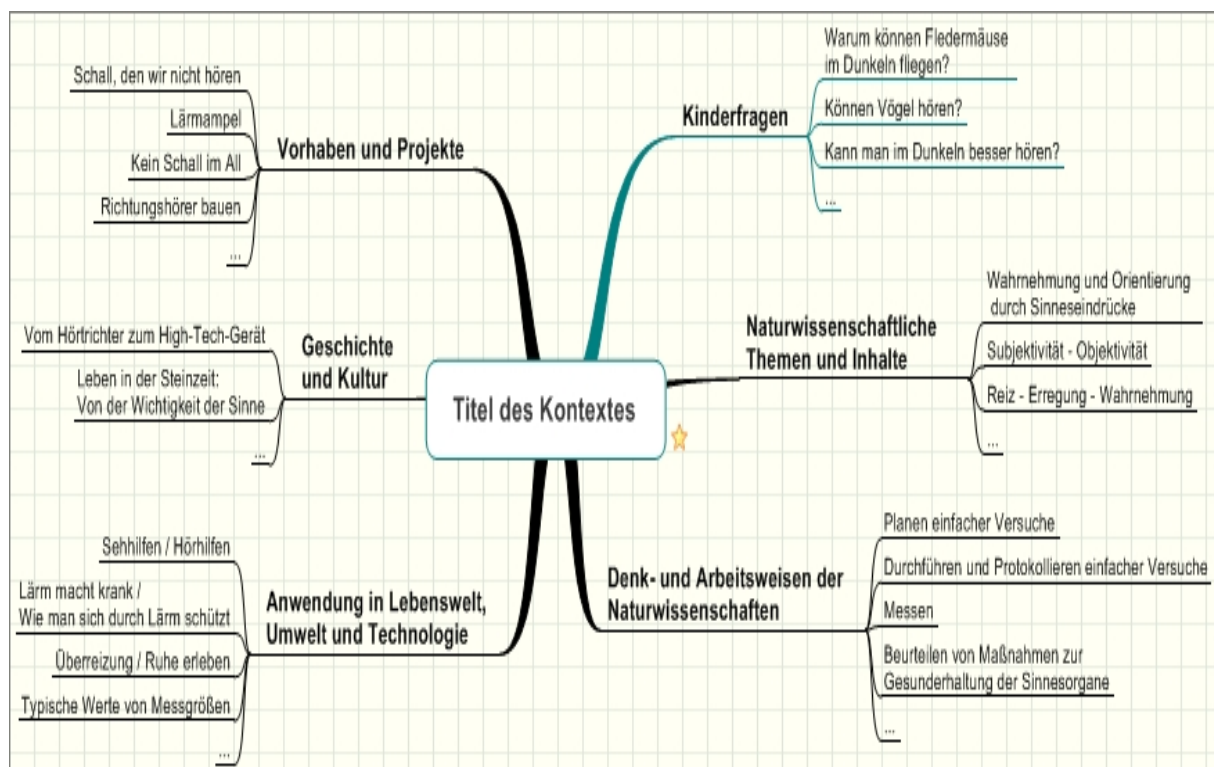 Titel des Kontextes
Kinderfragen
Warum können Fledermäuse
im Dunkeln fliegen?
Können Vögel hören?
Kann man im Dunkeln besser hören?
...
Naturwissenschaftliche
Themen und Inhalte
Wahrnehmung und Orientierung
durch Sinneseindrücke
Subjektivität - Objektivität
Reiz - Erregung - Wahrnehmung
...
Denk- und Arbeitsweisen der
Naturwissenschaften
Planen einfacher Versuche
Durchführen und Protokollieren einfacher Versuche
Messen
Beurteilen von Maßnahmen zur
Gesunderhaltung der Sinnesorgane
...
Anwendung in Lebenswelt,
Umwelt und Technologie
Sehhilfen / Hörhilfen
Lärm macht krank /
Wie man sich durch Lärm schützt
Überreizung / Ruhe erleben
Typische Werte von Messgrößen
...
Geschichte
und Kultur
Vom Hörtrichter zum High-Tech-Gerät
Leben in der Steinzeit:
Von der Wichtigkeit der Sinne
...
Vorhaben und Projekte
Schall, den wir nicht hören
Lärmampel
Kein Schall im All
Richtungshörer bauen
...